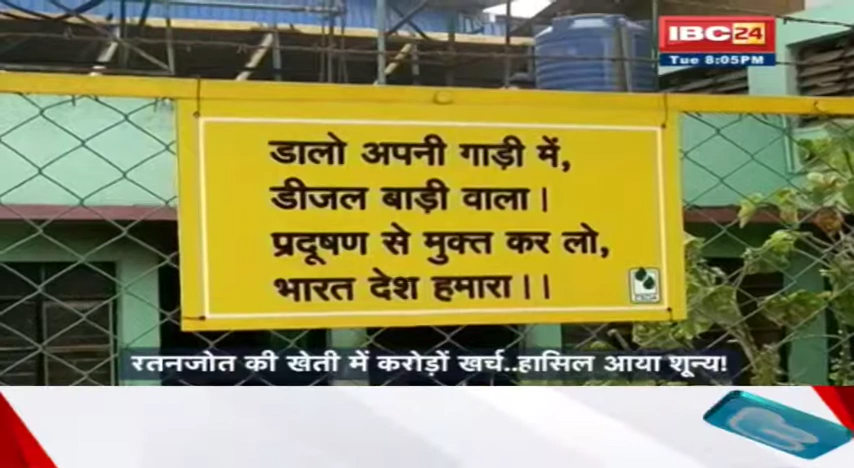 IBC24
Tue 8:05PM
डालो अपनी गाड़ी में,
डीजल बाड़ी वाला।
प्रदूषण से मुक्त कर लो,
भारत देश हमारा।।
रतनजोत की खेती में करोड़ों खर्च..हासिल आया शून्य!